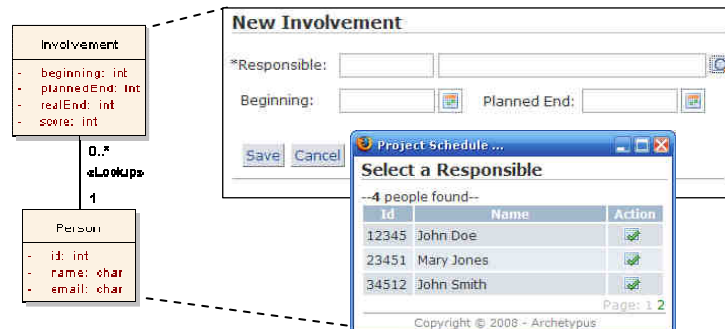 Involvement
- beginning: int
- plannedEnd: int
- realEnd: int
- score: int
0..*
«Lookup»
1
Person
- id: int
- name: char
- email: char
New Involvement
*Responsible:
Beginning:
Planned End:
Save Cancel
Project Schedule ...
Select a Responsible
--4 people found--
Id Name Action
12345 John Doe
23451 Mary Jones
34512 John Smith
Page: 1 2
Copyright © 2008 - Archetypus